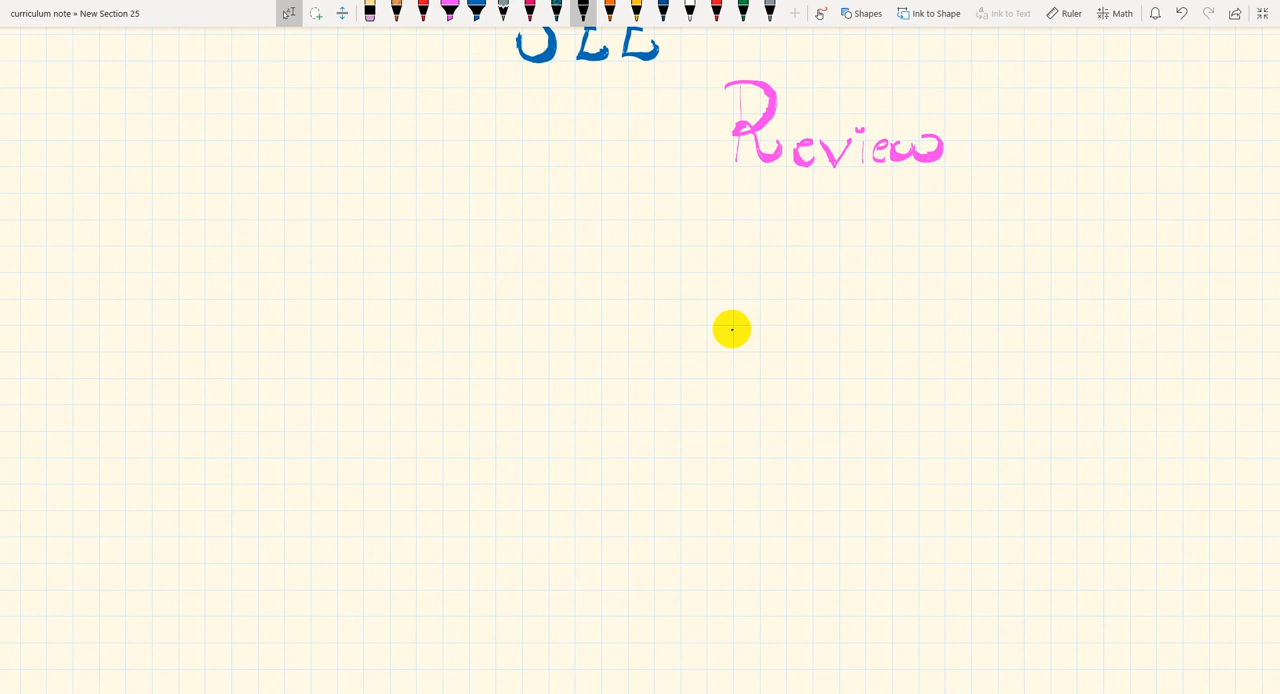 curriculum note » New Section 25
Shapes
Ink to Shape
Ink to Text
Ruler
Math
Review